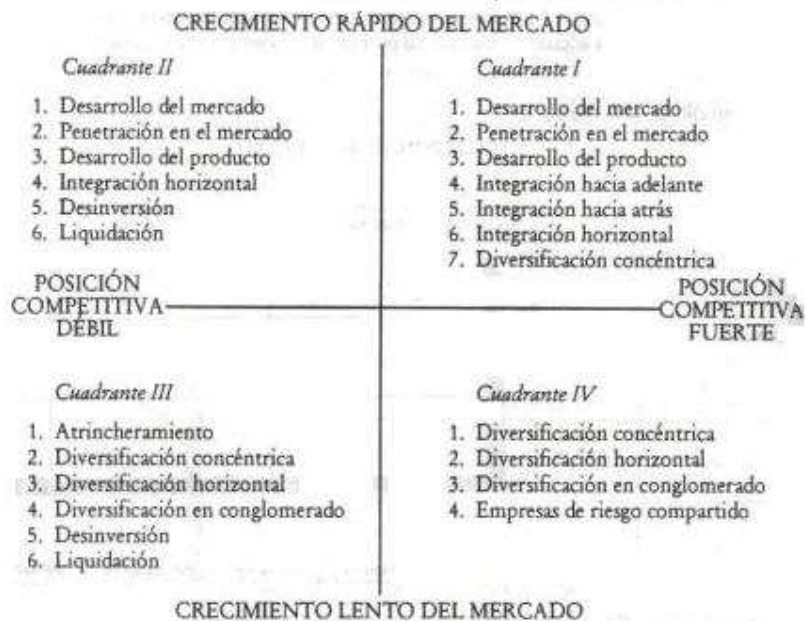 CRECIMIENTO RÁPIDO DEL MERCADO
Cuadrante II
1. Desarrollo del mercado
2. Penetración en el mercado
3. Desarrollo del producto
4. Integración horizontal
5. Desinversión
6. Liquidación
Cuadrante I
1. Desarrollo del mercado
2. Penetración en el mercado
3. Desarrollo del producto
4. Integración hacia adelante
5. Integración hacia atrás
6. Integración horizontal
7. Diversificación concéntrica
POSICIÓN
COMPETITIVA
DÉBIL
POSICIÓN
COMPETITIVA
FUERTE
Cuadrante III
1. Atrincheramiento
2. Diversificación concéntrica
3. Diversificación horizontal
4. Diversificación en conglomerado
5. Desinversión
6. Liquidación
Cuadrante IV
1. Diversificación concéntrica
2. Diversificación horizontal
3. Diversificación en conglomerado
4. Empresas de riesgo compartido
CRECIMIENTO LENTO DEL MERCADO